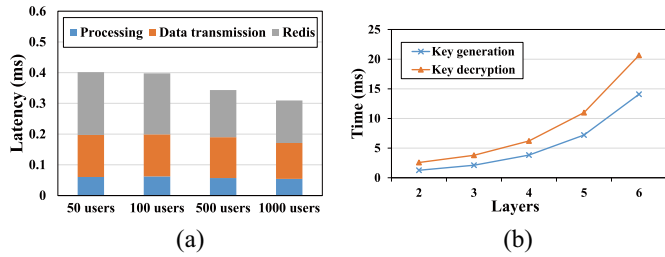 0.6
0.5
0.4
0.3
0.2
0.1
0
Latency (ms)
Processing Data transmission Redis
50 users 100 users 500 users 1000 users
(a)
25
20
15
10
5
0
Time (ms)
Key generation
Key decryption
2 3 4 5 6
Layers
(b)